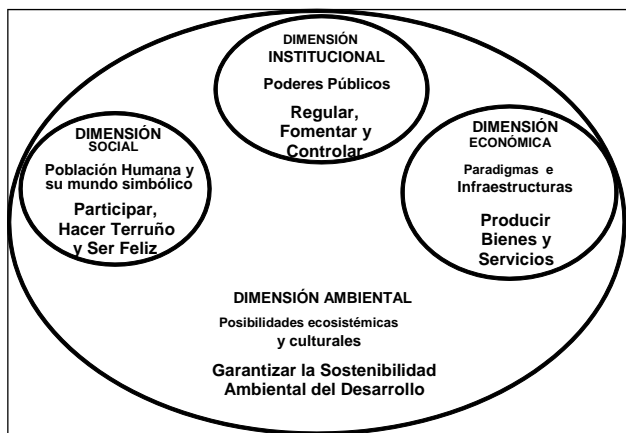 DIMENSIÓN
INSTITUCIONAL
Poderes Públicos
Regular,
Fomentar y
Controlar
DIMENSIÓN
SOCIAL
Población Humana y
su mundo simbólico
Participar,
Hacer Terruño
y Ser Feliz
DIMENSIÓN
ECONÓMICA
Paradigmas e
Infraestructuras
Producir
Bienes y
Servicios
DIMENSIÓN AMBIENTAL
Posibilidades ecosistémicas
y culturales
Garantizar la Sostenibilidad
Ambiental del Desarrollo